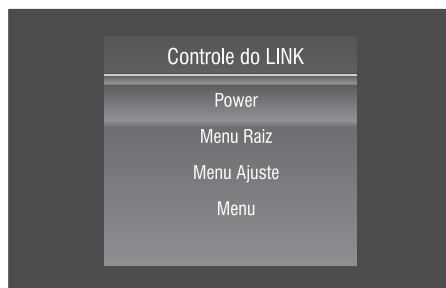 Controle do LINK
Power
Menu Raiz
Menu Ajuste
Menu